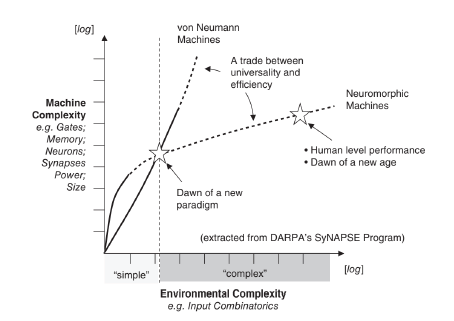 [log]
von Neumann
Machines
A trade between
universality and
efficiency
Neuromorphic
Machines
Machine
Complexity
e.g. Gates;
Memory;
Neurons;
Synapses
Power;
Size
• Human level performance
• Dawn of a new age
Dawn of a new
paradigm
(extracted from DARPA's SyNAPSE Program)
"simple"
"complex"
[log]
Environmental Complexity
e.g. Input Combinatorics